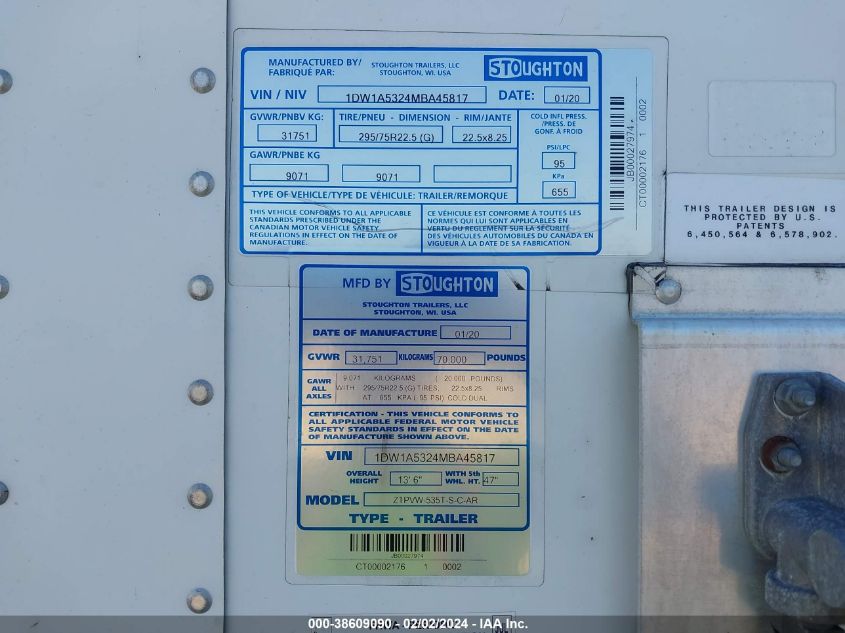 MANUFACTURED BY/
FABRIQUÉ PAR:
STOUGHTON TRAILERS, LLC
STOUGHTON, WI. USA
STOUGHTON
VIN / NIV 1DW1A5324MBA45817 DATE: 01/20
GVWR/PNBV KG:
31751
TIRE/PNEU - DIMENSION - RIM/JANTE
295/75R22.5 (G) 22.5x8.25
COLD INFL PRESS.
/PRESS. DE
GONF. À FROID
PSI/LPC
95
KPa
655
GAWR/PNBE KG
9071 9071
TYPE OF VEHICLE/TYPE DE VÉHICULE: TRAILER/REMORQUE
THIS VEHICLE CONFORMS TO ALL APPLICABLE
STANDARDS PRESCRIBED UNDER THE
CANADIAN MOTOR VEHICLE SAFETY
REGULATIONS IN EFFECT ON THE DATE OF
MANUFACTURE.
CE VÉHICULE EST CONFORME À TOUTES LES
NORMES QUI LUI SONT APPLICABLES EN
VERTU DU RÈGLEMENT SUR LA SÉCURITÉ
DES VÉHICULES AUTOMOBILES DU CANADA EN
VIGUEUR À LA DATE DE SA FABRICATION.
JB00027974
CT00002176 1 0002
THIS TRAILER DESIGN IS
PROTECTED BY U.S.
PATENTS
6,450,564 & 6,578,902.
MFD BY STOUGHTON
STOUGHTON TRAILERS, LLC
STOUGHTON, WI. USA
DATE OF MANUFACTURE 01/20
GVWR 31,751 KILOGRAMS 70 000 POUNDS
GAWR
ALL
AXLES
9 071 KILOGRAMS ( 20 000 POUNDS)
WITH 295/75R22.5 (G) TIRES, 22.5x8.25 RIMS
AT 655 KPA ( 95 PSI) COLD DUAL
CERTIFICATION - THIS VEHICLE CONFORMS TO
ALL APPLICABLE FEDERAL MOTOR VEHICLE
SAFETY STANDARDS IN EFFECT ON THE DATE
OF MANUFACTURE SHOWN ABOVE.
VIN 1DW1A5324MBA45817
OVERALL
HEIGHT 13' 6"
WITH 5th
WHL. HT. 47"
MODEL Z1PVW-535T-S-C-AR
TYPE - TRAILER
JB00027974
CT00002176 1 0002
000-38609090 - 02/02/2024 - IAA Inc.